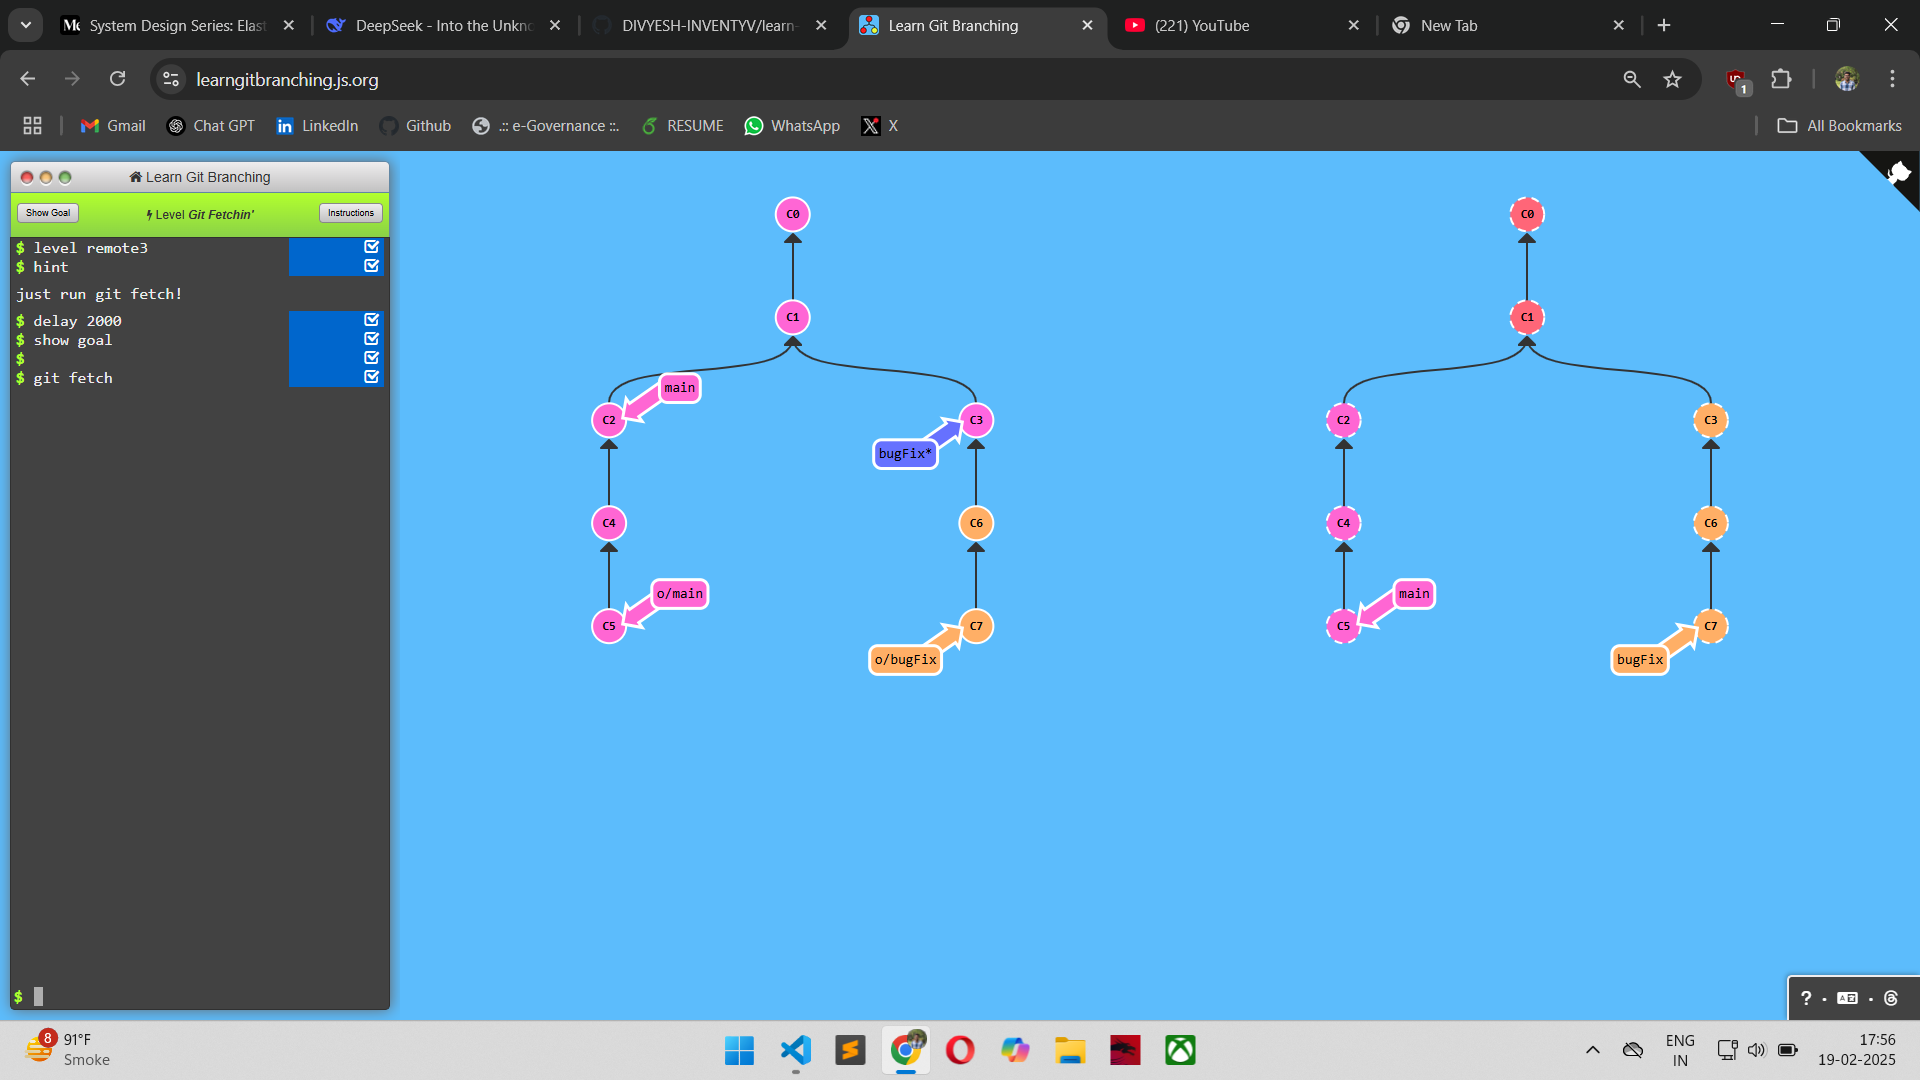 System Design Series: Elast
DeepSeek - Into the Unkno
DIVYESH-INVENTYV/learn-
Learn Git Branching
(221) YouTube
New Tab
learngitbranching.js.org
1
Gmail
Chat GPT
LinkedIn
Github
.:: e-Governance ::.
RESUME
WhatsApp
X
All Bookmarks
Learn Git Branching
Show Goal
Level Git Fetchin'
Instructions
$ level remote3
$ hint
just run git fetch!
$ delay 2000
$ show goal
$
$ git fetch
$
C0
C1
main
C2
C3
bugFix*
C4
C6
o/main
C5
C7
o/bugFix
C0
C1
C2
C3
C4
C6
main
C5
C7
bugFix
?
8
91°F
Smoke
ENG
IN
17:56
19-02-2025